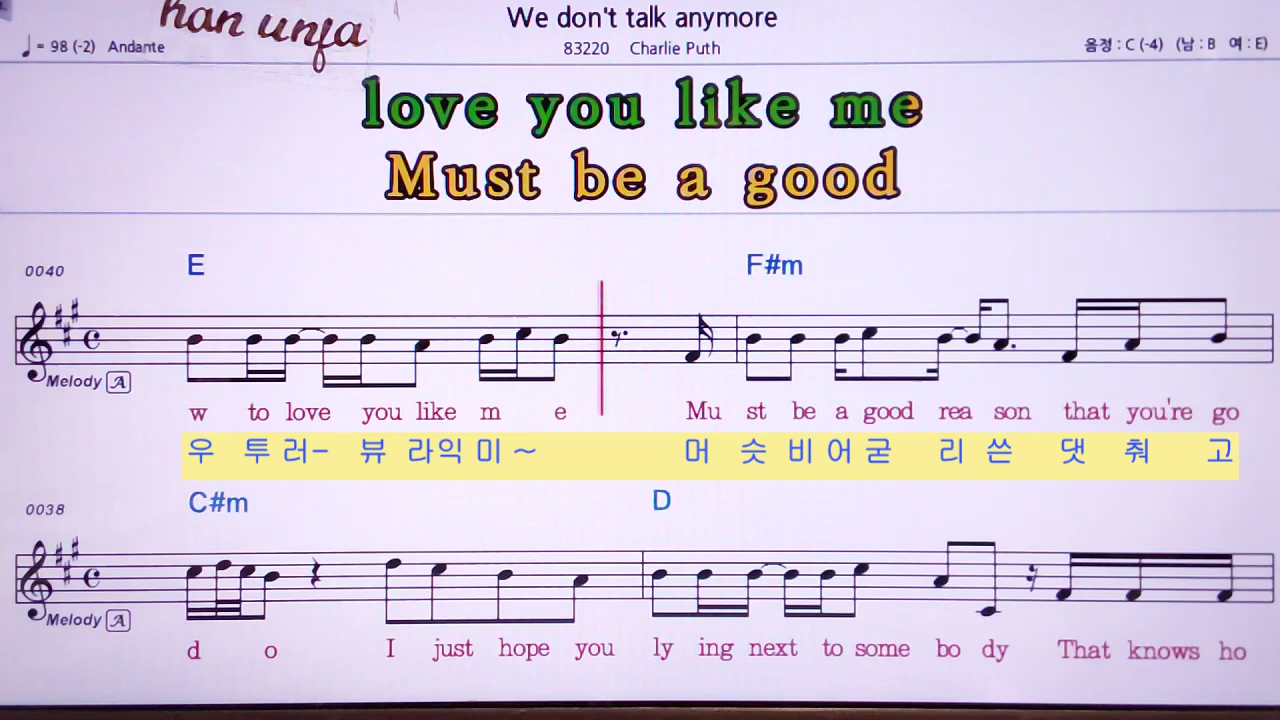 han unfa
We don't talk anymore
♩ = 98 (-2) Andante
83220 Charlie Puth
음정 : C (-4) (남 : B 여 : E)
love you like me
Must be a good
0040 E F#m
Melody A
w to love you like m e Mu st be a good rea son that you're go
우 투 러- 뷰 라익 미 ~ 머 슷 비 어 굳 리 쓴 댓 춰 고
0038 C#m D
Melody A
d o I just hope you ly ing next to some bo dy That knows ho